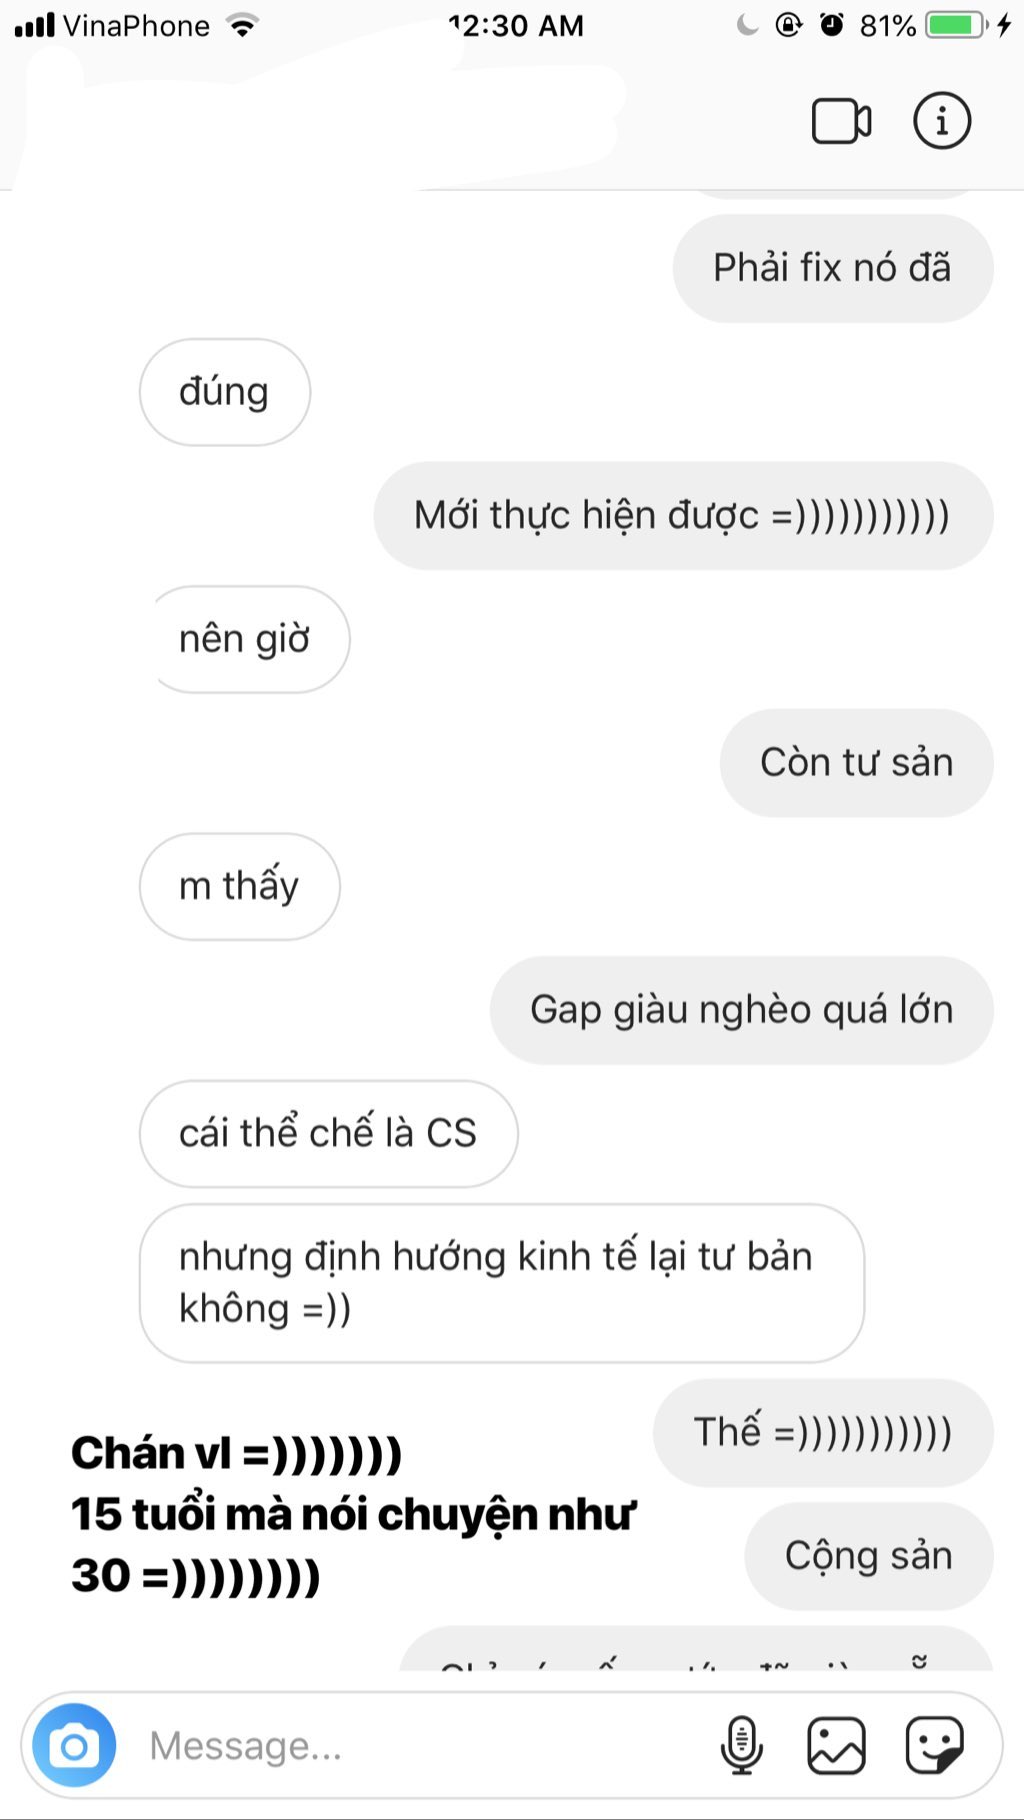 VinaPhone 12:30 AM 81%
Phải fix nó đã
đúng
Mới thực hiện được =)))))))))))
nên giờ
Còn tư sản
m thấy
Gap giàu nghèo quá lớn
cái thể chế là CS
nhưng định hướng kinh tế lại tư bản
không =))
Thế =)))))))))))
Chán vl =)))))))
15 tuổi mà nói chuyện như
30 =))))))))
Cộng sản
Message...